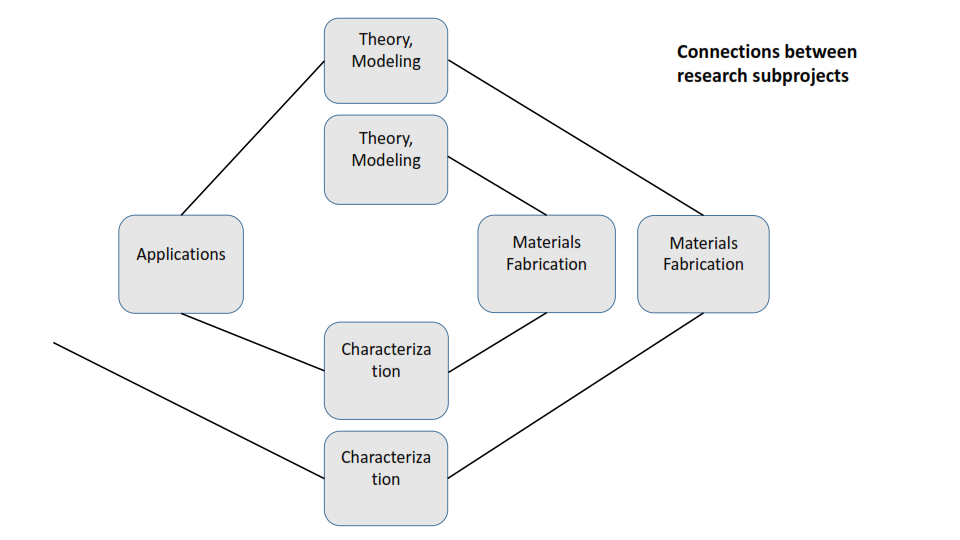 Theory,
Modeling
Connections between
research subprojects
Theory,
Modeling
Applications
Materials
Fabrication
Materials
Fabrication
Characteriza
tion
Characteriza
tion